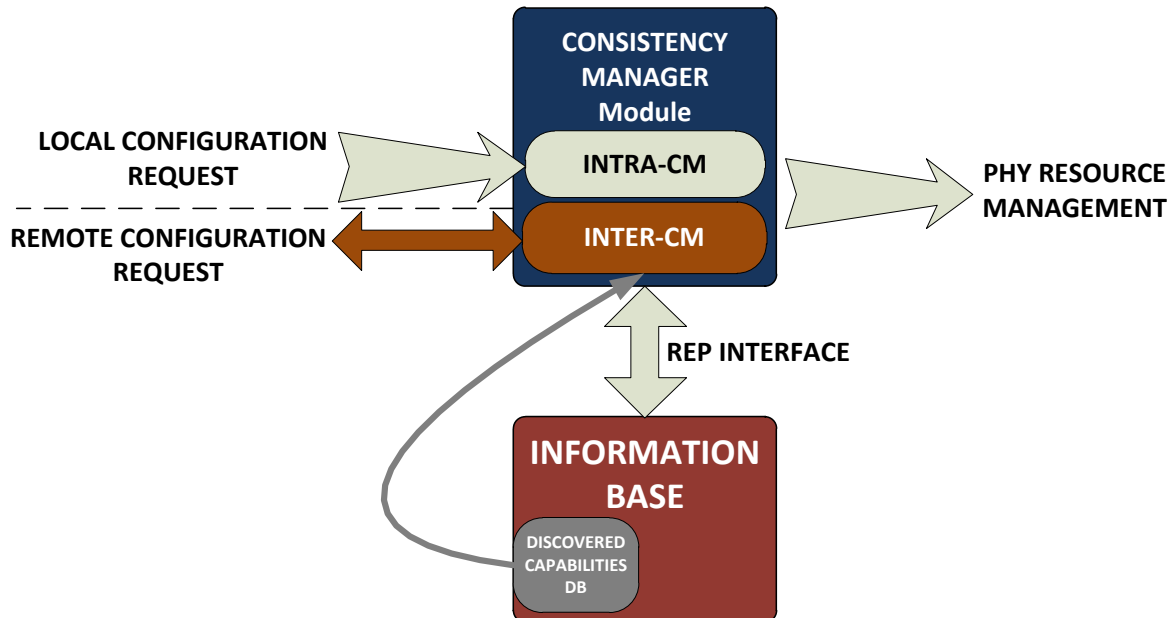 CONSISTENCY
MANAGER
Module
LOCAL CONFIGURATION
REQUEST
INTRA-CM
PHY RESOURCE
MANAGEMENT
REMOTE CONFIGURATION
REQUEST
INTER-CM
REP INTERFACE
INFORMATION
BASE
DISCOVERED
CAPABILITIES
DB